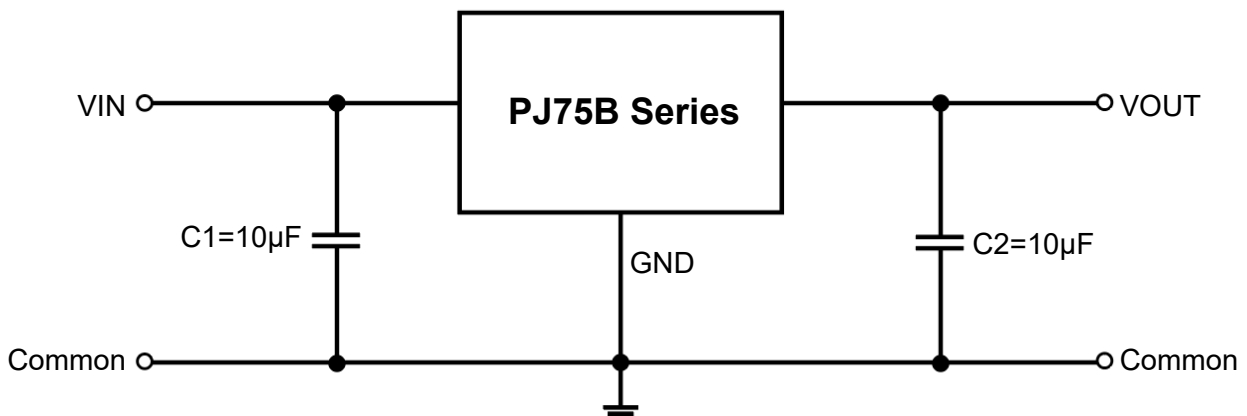 PJ75B Series
VIN
VOUT
C1=10μF
GND
C2=10μF
Common
Common